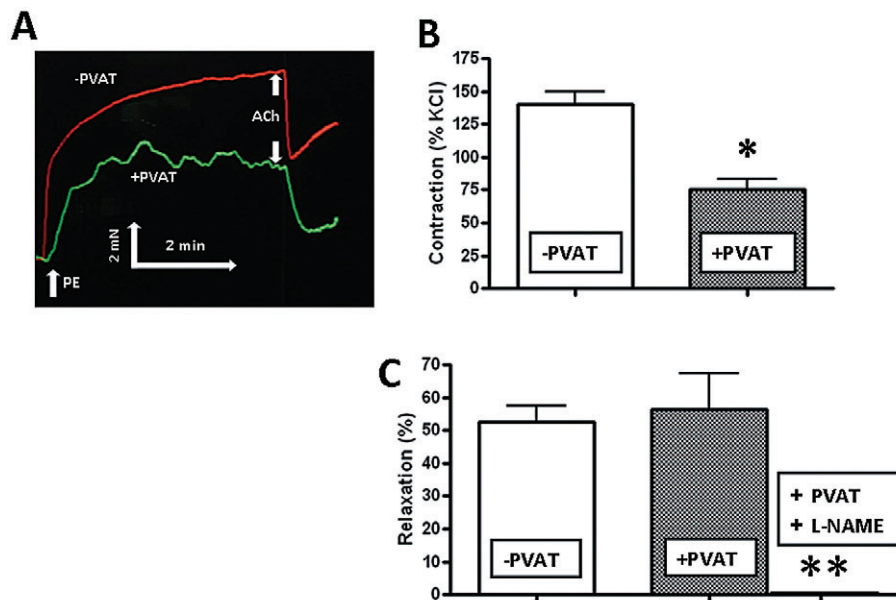 A
-PVAT
ACh
+PVAT
2 mN
2 min
PE
B
Contraction (% KCl)
175
150
125
100
75
50
25
0
*
-PVAT
+PVAT
C
Relaxation (%)
70
60
50
40
30
20
10
0
-PVAT
+PVAT
+ PVAT
+ L-NAME
**